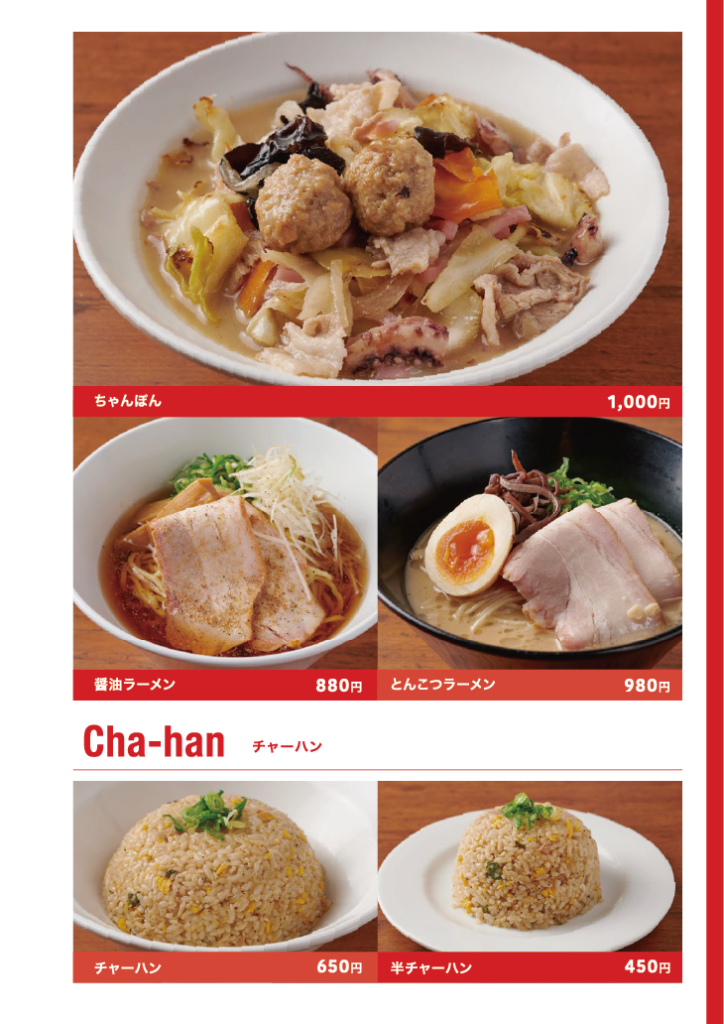 ちゃんぽん 1,000円
醤油ラーメン 880円
とんこつラーメン 980円
Cha-han チャーハン
チャーハン 650円
半チャーハン 450円